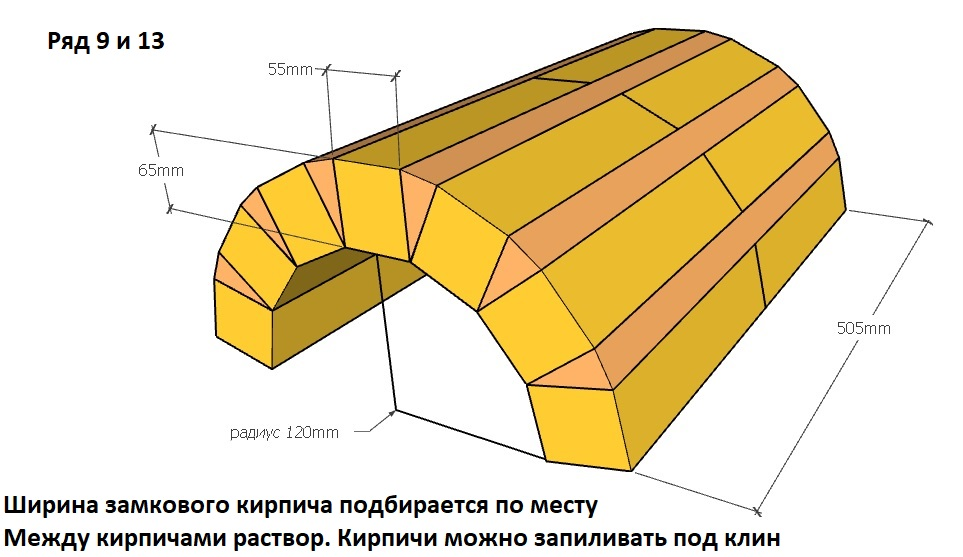 Ряд 9 и 13
55mm
65mm
505mm
радиус 120mm
Ширина замкового кирпича подбирается по месту
Между кирпичами раствор. Кирпичи можно запиливать под клин